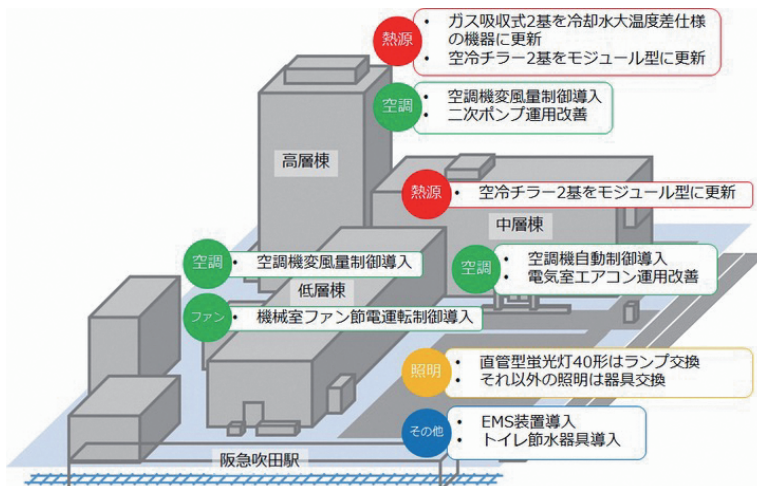 熱源
• ガス吸収式2基を冷却水大温度差仕様
の機器に更新
• 空冷チラー2基をモジュール型に更新
空調
• 空調機変風量制御導入
• 二次ポンプ運用改善
高層棟
熱源
• 空冷チラー2基をモジュール型に更新
中層棟
空調
• 空調機変風量制御導入
空調
• 空調機自動制御導入
• 電気室エアコン運用改善
低層棟
ファン
• 機械室ファン節電運転制御導入
照明
• 直管型蛍光灯40形はランプ交換
• それ以外の照明は器具交換
その他
• EMS装置導入
• トイレ節水器具導入
阪急吹田駅